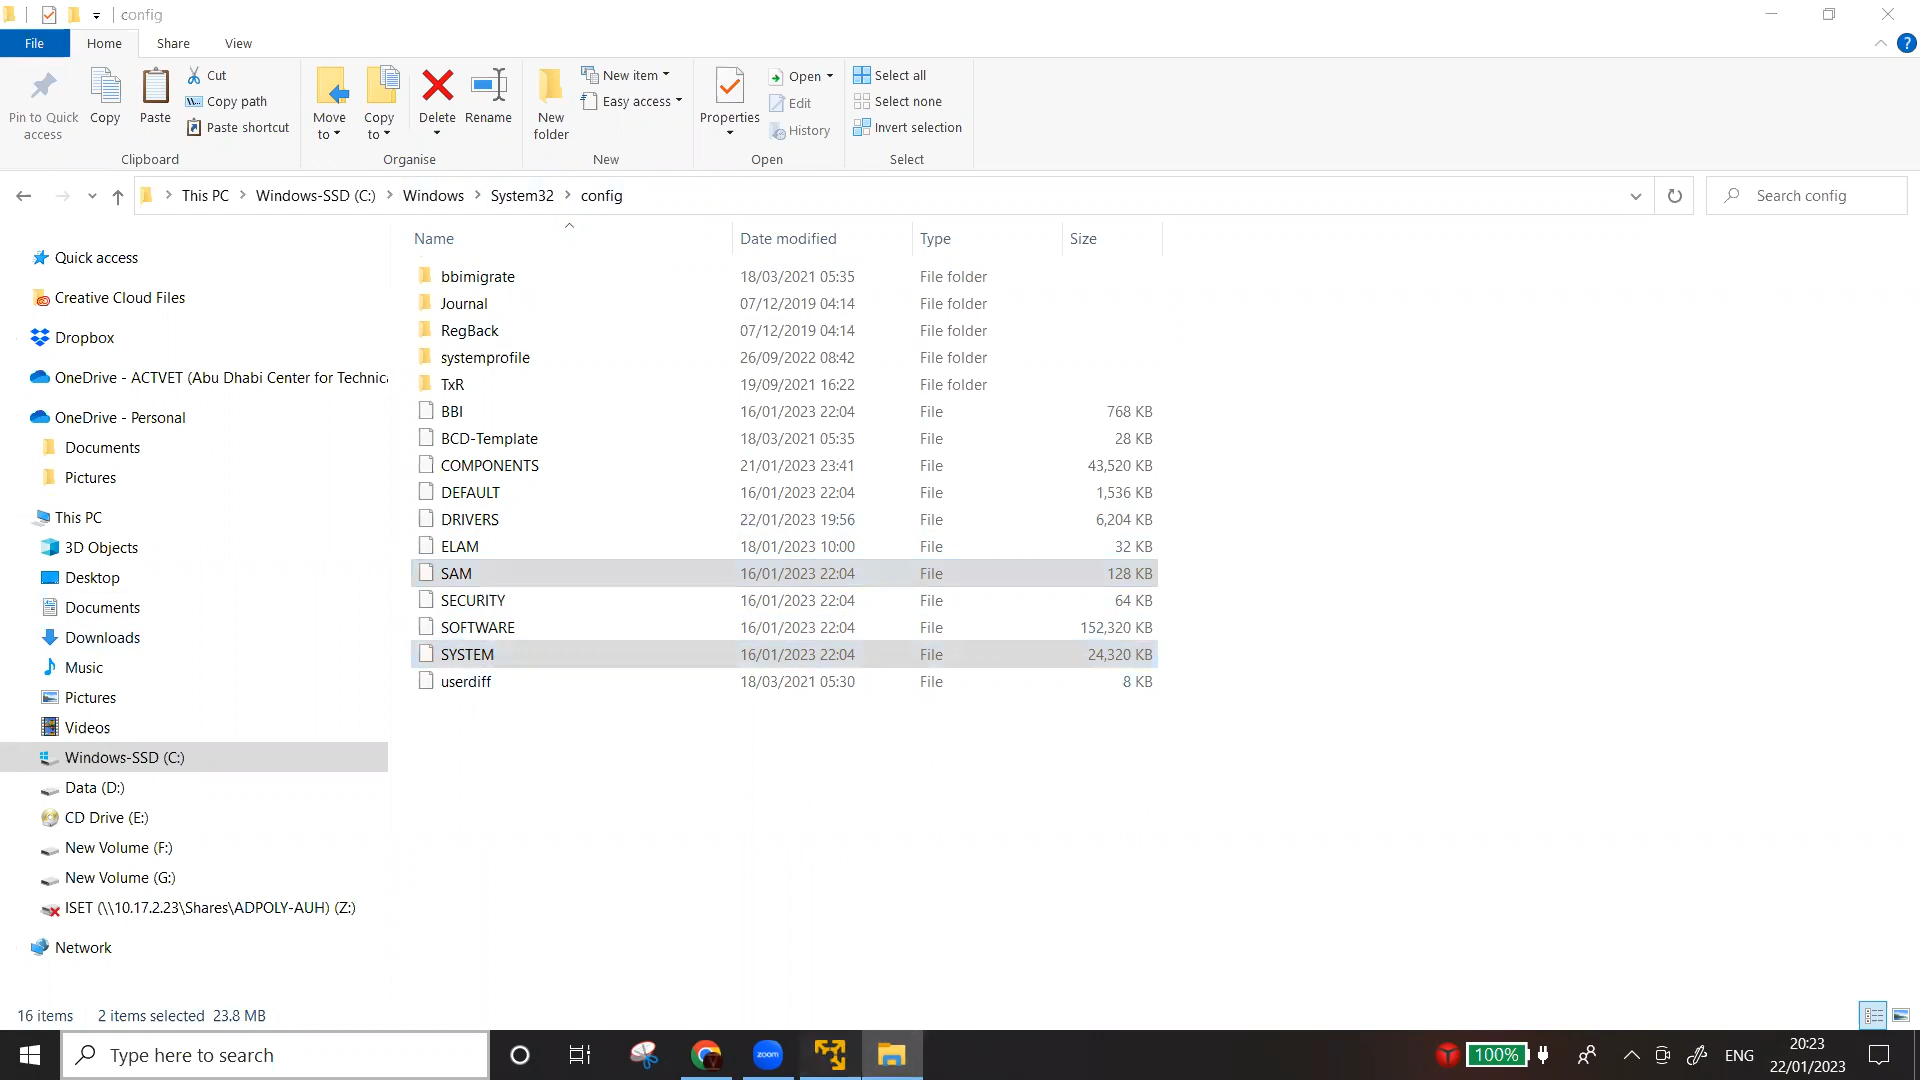 config
File Home Share View
Pin to Quick access
Copy
Paste
Cut
Copy path
Paste shortcut
Clipboard
Move to
Copy to
Delete
Rename
Organise
New folder
New item
Easy access
New
Properties
Open
Edit
History
Open
Select all
Select none
Invert selection
Select
This PC > Windows-SSD (C:) > Windows > System32 > config
Search config
Quick access
Creative Cloud Files
Dropbox
OneDrive - ACTVET (Abu Dhabi Center for Technica
OneDrive - Personal
Documents
Pictures
This PC
3D Objects
Desktop
Documents
Downloads
Music
Pictures
Videos
Windows-SSD (C:)
Data (D:)
CD Drive (E:)
New Volume (F:)
New Volume (G:)
ISET (\\10.17.2.23\Shares\ADPOLY-AUH) (Z:)
Network
Name Date modified Type Size
bbimigrate 18/03/2021 05:35 File folder
Journal 07/12/2019 04:14 File folder
RegBack 07/12/2019 04:14 File folder
systemprofile 26/09/2022 08:42 File folder
TxR 19/09/2021 16:22 File folder
BBI 16/01/2023 22:04 File 768 KB
BCD-Template 18/03/2021 05:35 File 28 KB
COMPONENTS 21/01/2023 23:41 File 43,520 KB
DEFAULT 16/01/2023 22:04 File 1,536 KB
DRIVERS 22/01/2023 19:56 File 6,204 KB
ELAM 18/01/2023 10:00 File 32 KB
SAM 16/01/2023 22:04 File 128 KB
SECURITY 16/01/2023 22:04 File 64 KB
SOFTWARE 16/01/2023 22:04 File 152,320 KB
SYSTEM 16/01/2023 22:04 File 24,320 KB
userdiff 18/03/2021 05:30 File 8 KB
16 items 2 items selected 23.8 MB
Type here to search
zoom
100%
ENG
20:23
22/01/2023